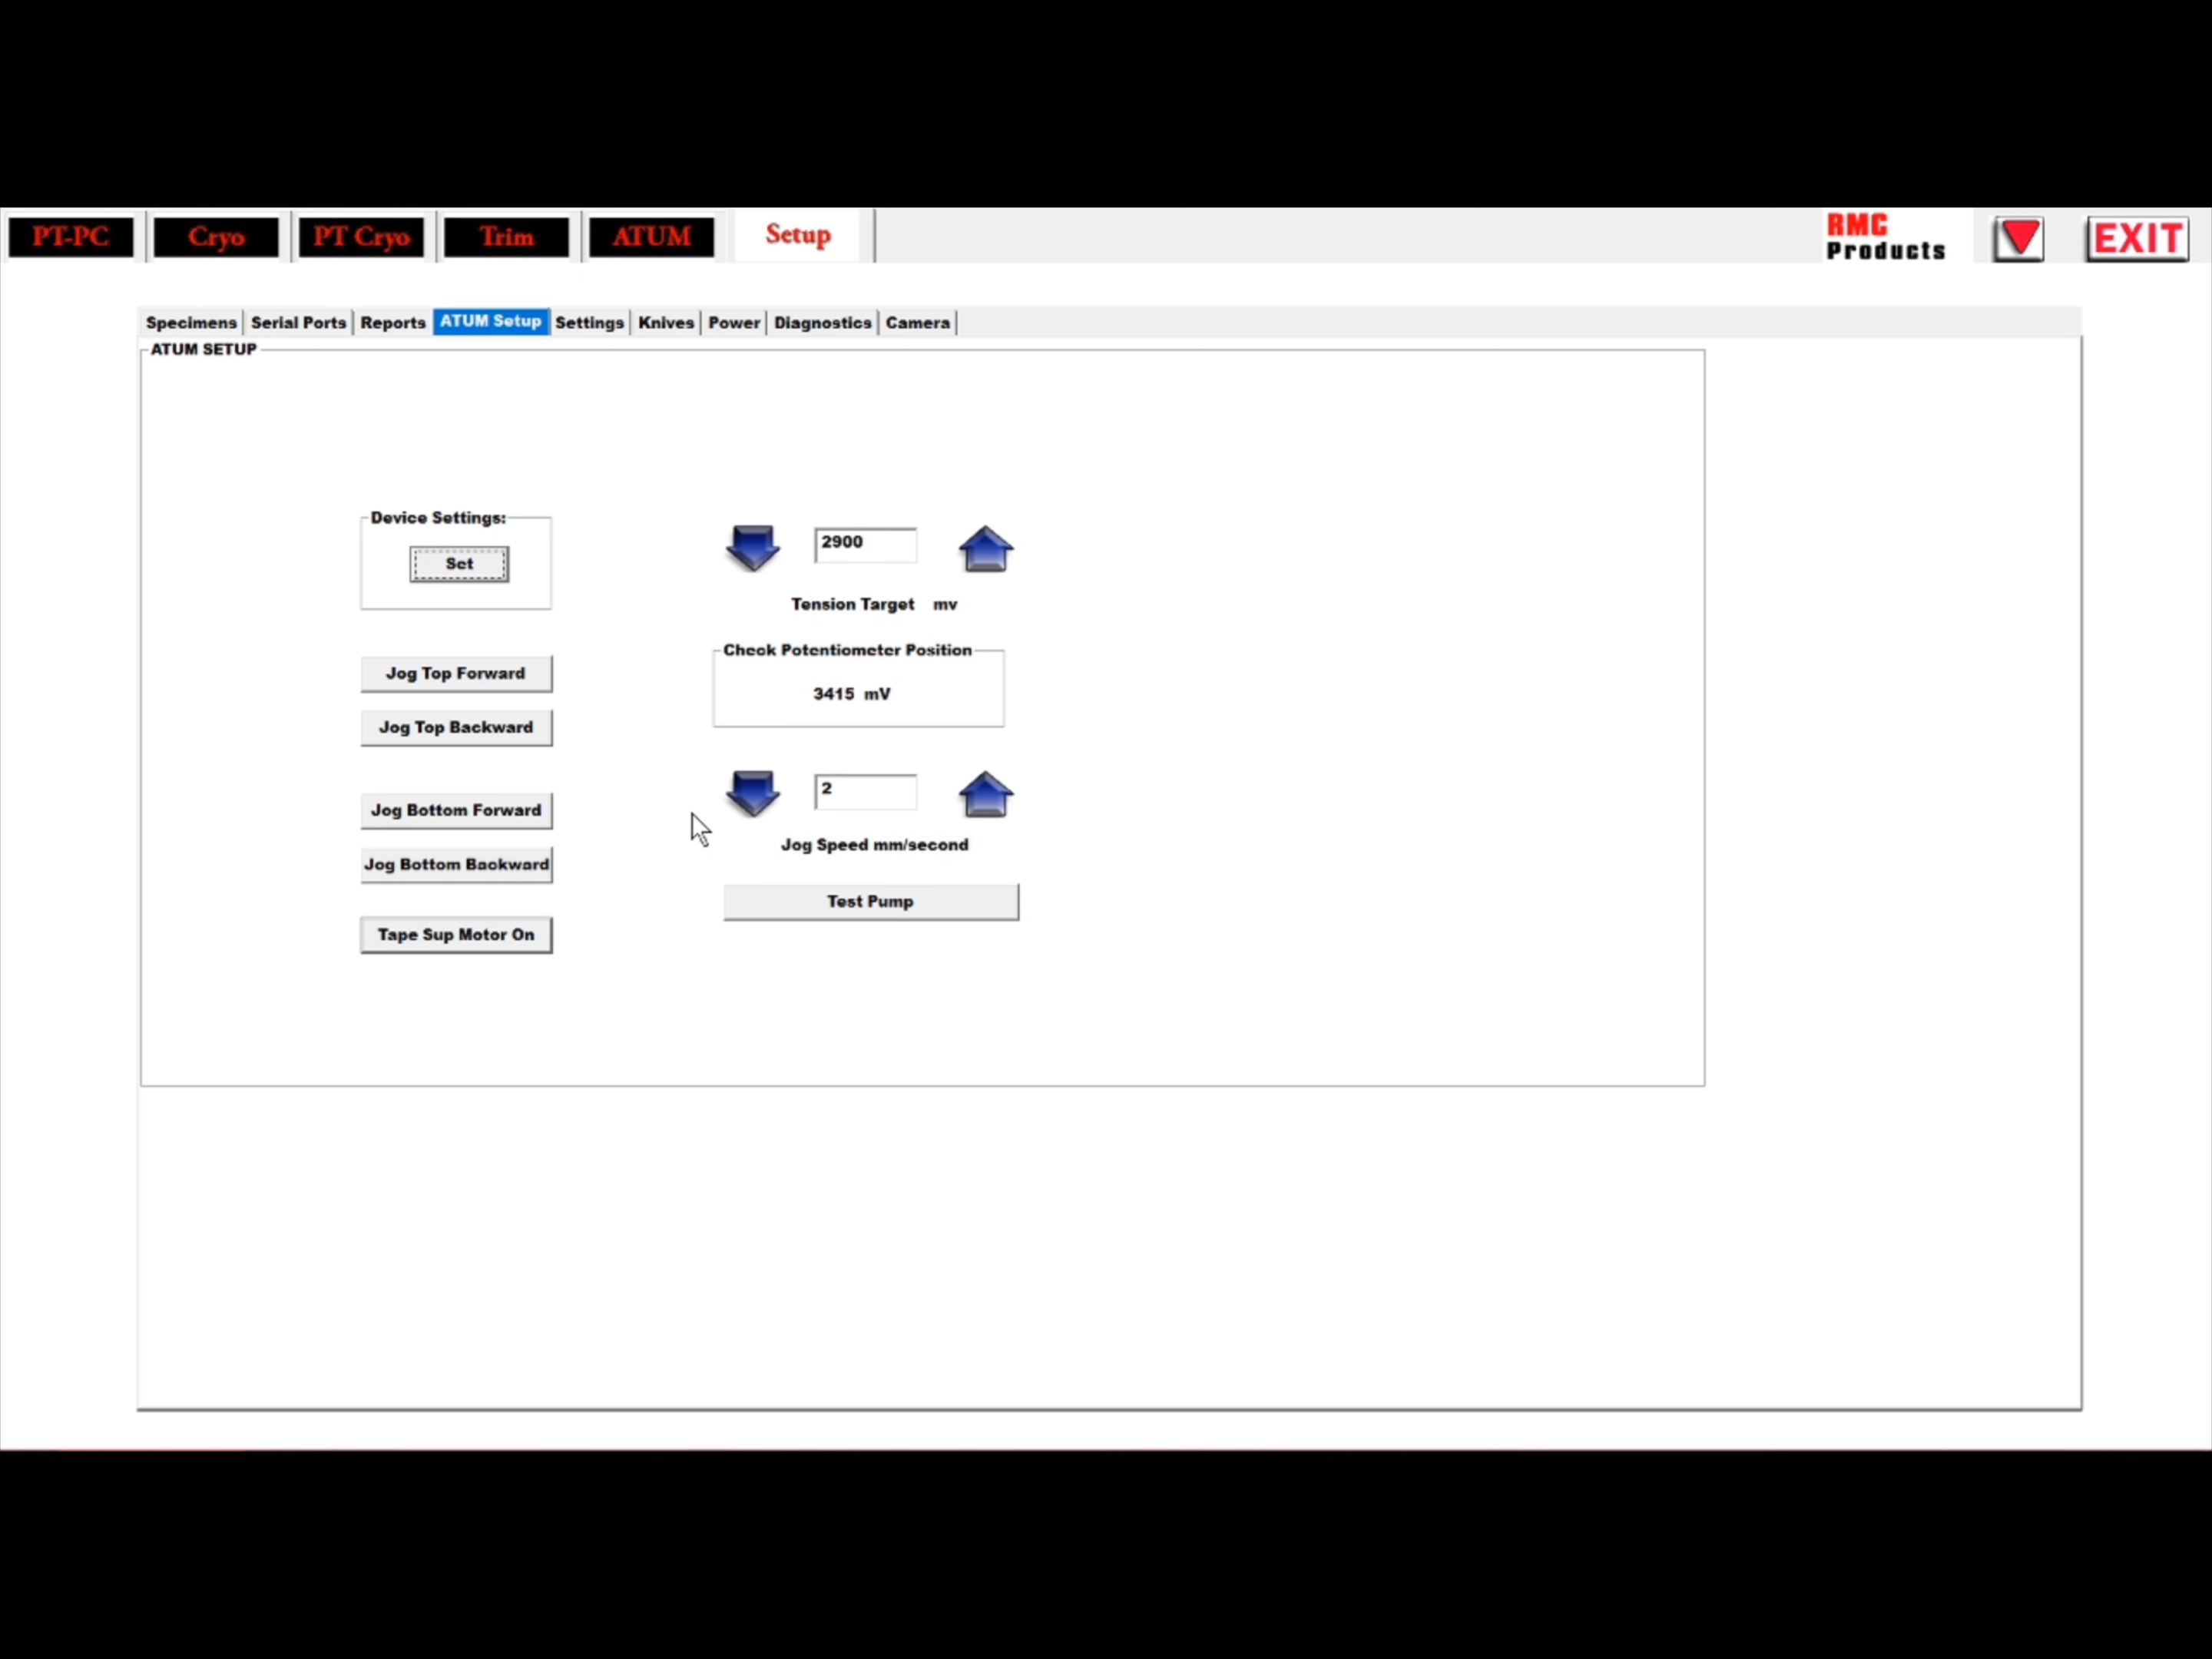 PT-PC Cryo PT Cryo Trim ATUM Setup RMC Products EXIT
Specimens Serial Ports Reports ATUM Setup Settings Knives Power Diagnostics Camera
ATUM SETUP
Device Settings:
Set
2900
Tension Target mv
Check Potentiometer Position
3415 mV
Jog Top Forward
Jog Top Backward
2
Jog Speed mm/second
Jog Bottom Forward
Jog Bottom Backward
Test Pump
Tape Sup Motor On